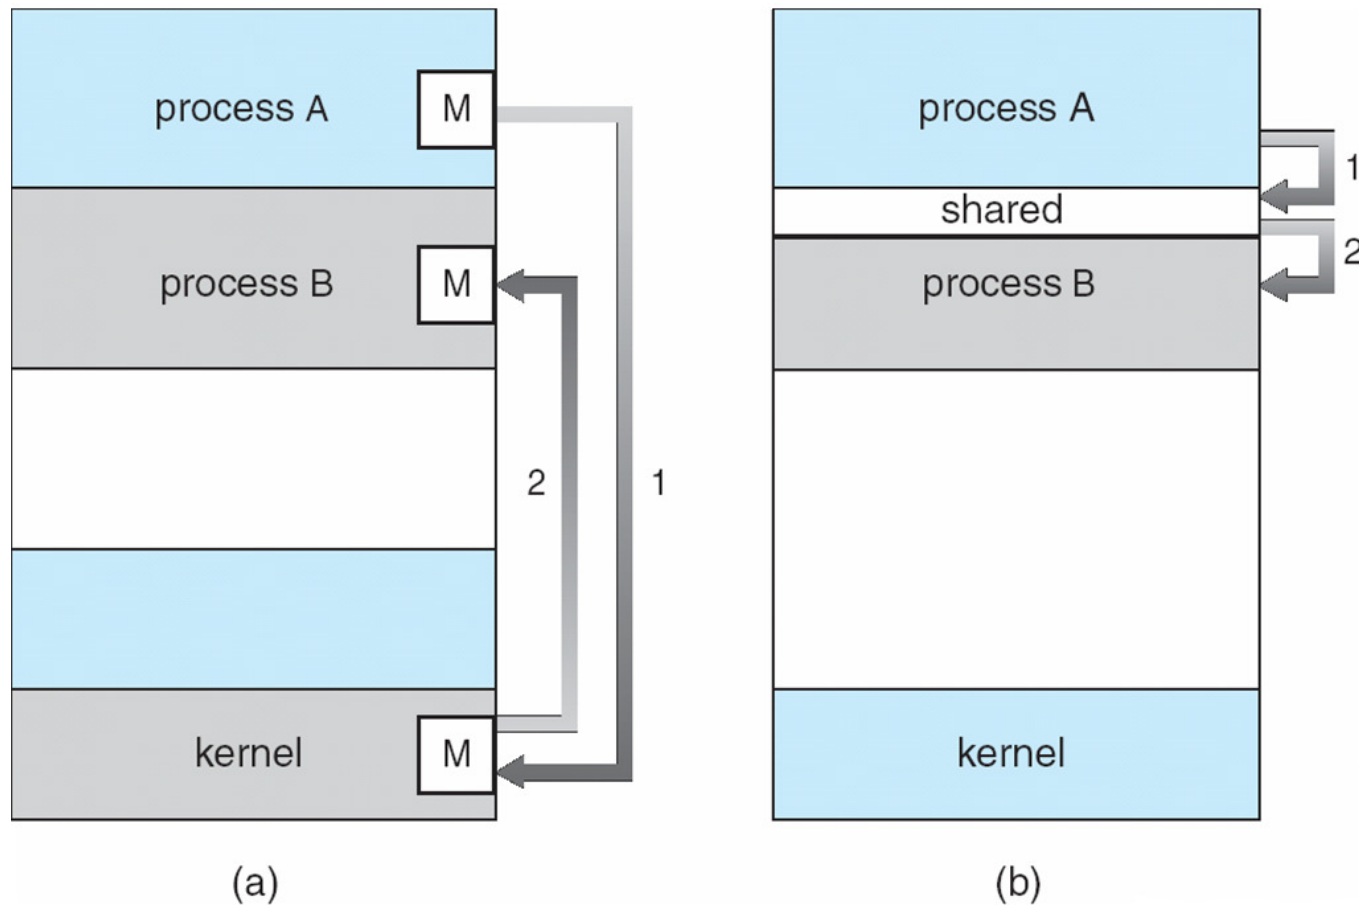 process A
M
process B
M
2
1
kernel
M
(a)
process A
1
shared
2
process B
kernel
(b)